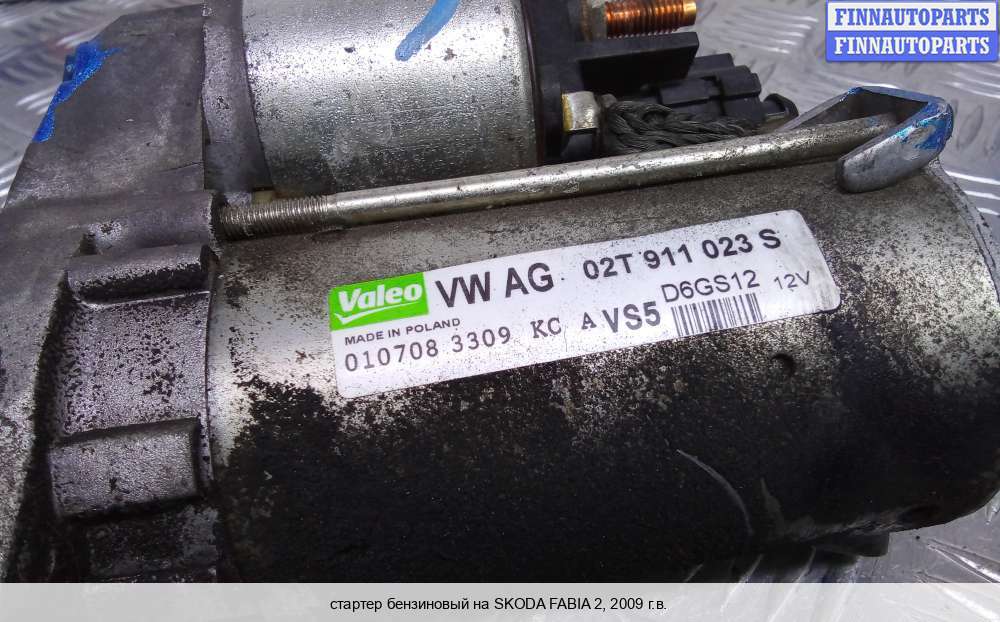 FINNAUTOPARTS
FINNAUTOPARTS
Valeo VW AG 02T 911 023 S
MADE IN POLAND
010708 3309 KC A VS5 D6GS12 12V
стартер бензиновый на SKODA FABIA 2, 2009 г.в.